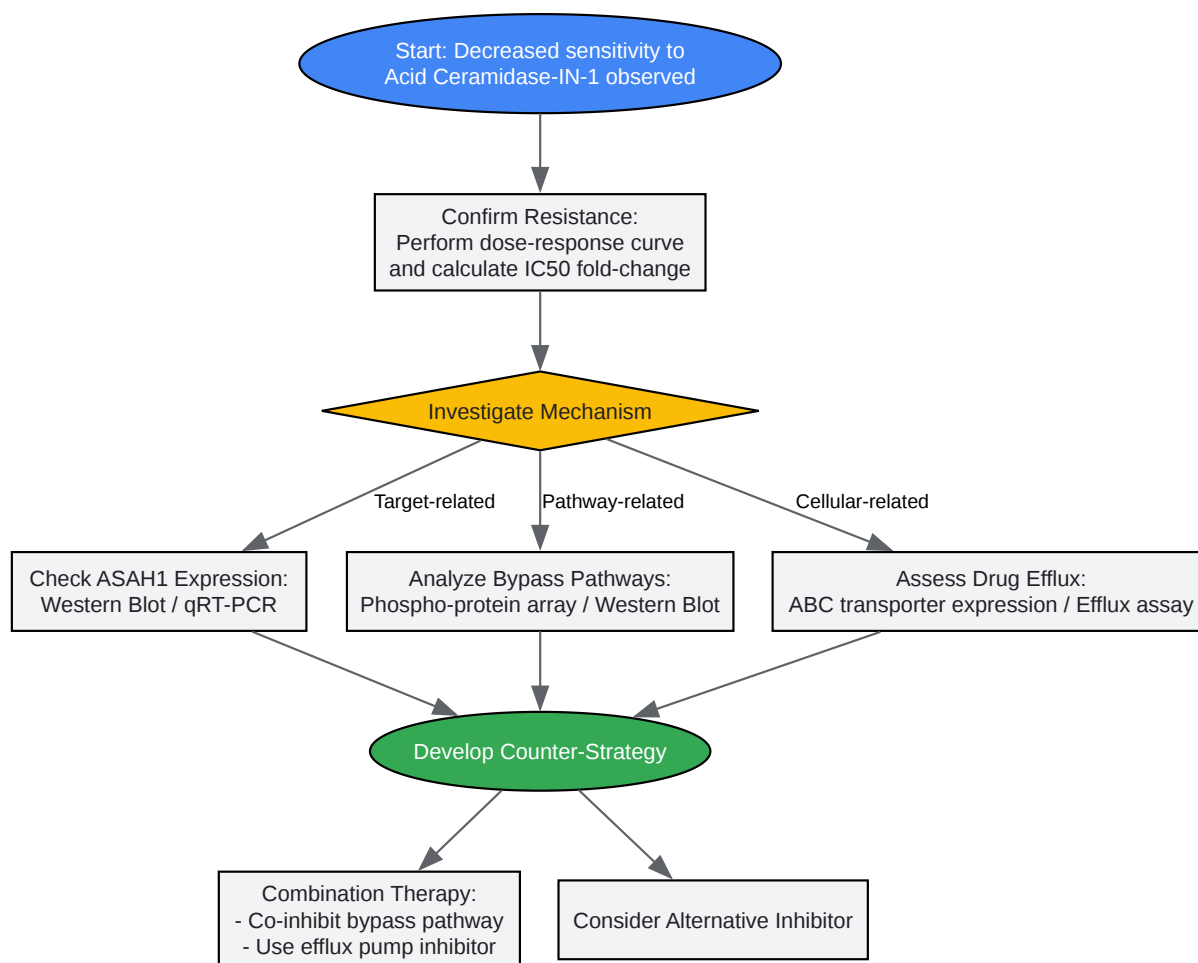 Start: Decreased sensitivity to
Acid Ceramidase-IN-1 observed
Confirm Resistance:
Perform dose-response curve
and calculate IC50 fold-change
Investigate Mechanism
Target-related
Pathway-related
Cellular-related
Check ASAH1 Expression:
Western Blot / qRT-PCR
Analyze Bypass Pathways:
Phospho-protein array / Western Blot
Assess Drug Efflux:
ABC transporter expression / Efflux assay
Develop Counter-Strategy
Combination Therapy:
- Co-inhibit bypass pathway
- Use efflux pump inhibitor
Consider Alternative Inhibitor